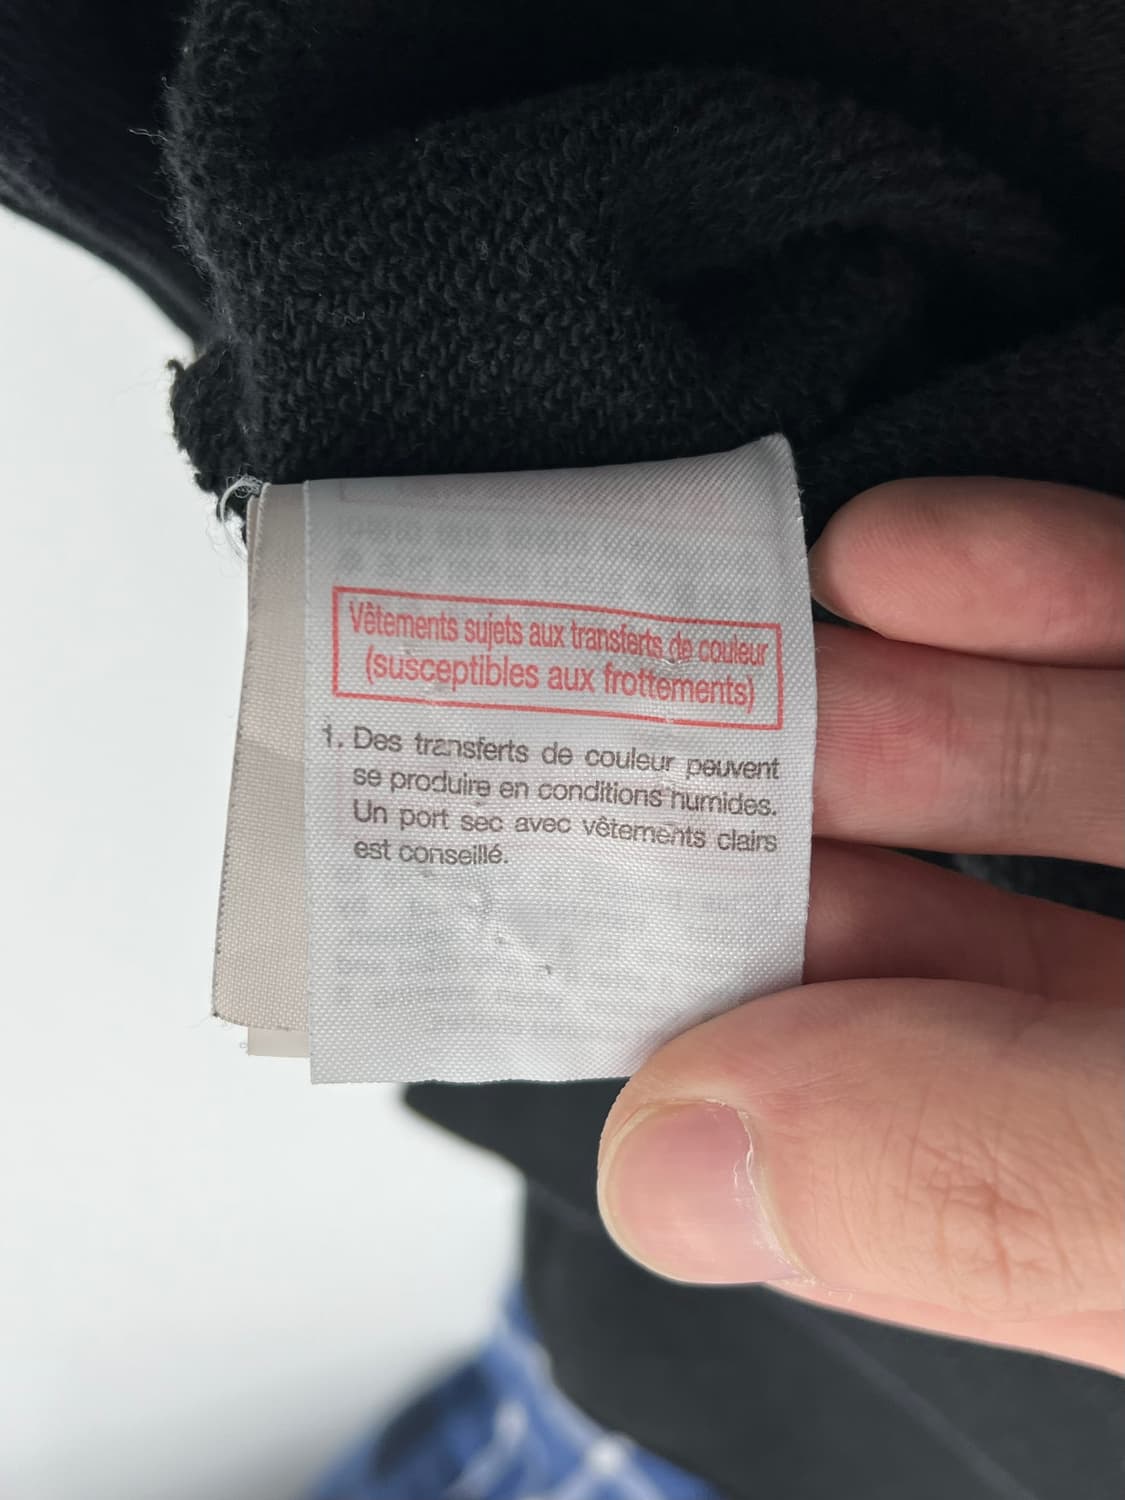 Vêtements sujets aux transferts de couleur
(susceptibles aux frottements)
1. Des transferts de couleur peuvent
se produire en conditions humides.
Un port sec avec vêtements clairs
est conseillé.